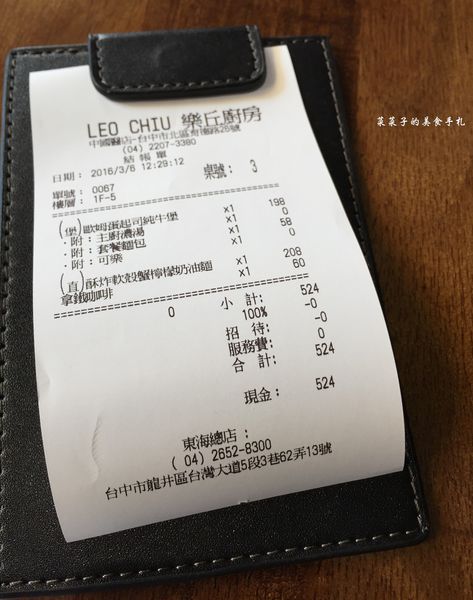 菜菜子的美食手札
LEO CHIU 樂丘廚房
中國醫店-台中市北區育德路26號
(04) 2207-3380
結帳單
日期: 2016/3/6 12:29:12
桌號: 3
單號: 0067
樓層: 1F-5
==============================
(堡)歐姆蛋起司純牛堡 x1 198
.附:主廚濃湯 x1 0
.附:套餐麵包 x1 58
.附:可樂 x1 0
(直)酥炸軟殼蟹檸檬奶油麵 x1 208
拿鐵咖啡 x1 60
==============================
小 計: 524
0 100% -0
招 待: -0
服務費: 0
合 計: 524
現金: 524
東海總店:
( 04) 2652-8300
台中市龍井區台灣大道5段3巷62弄13號